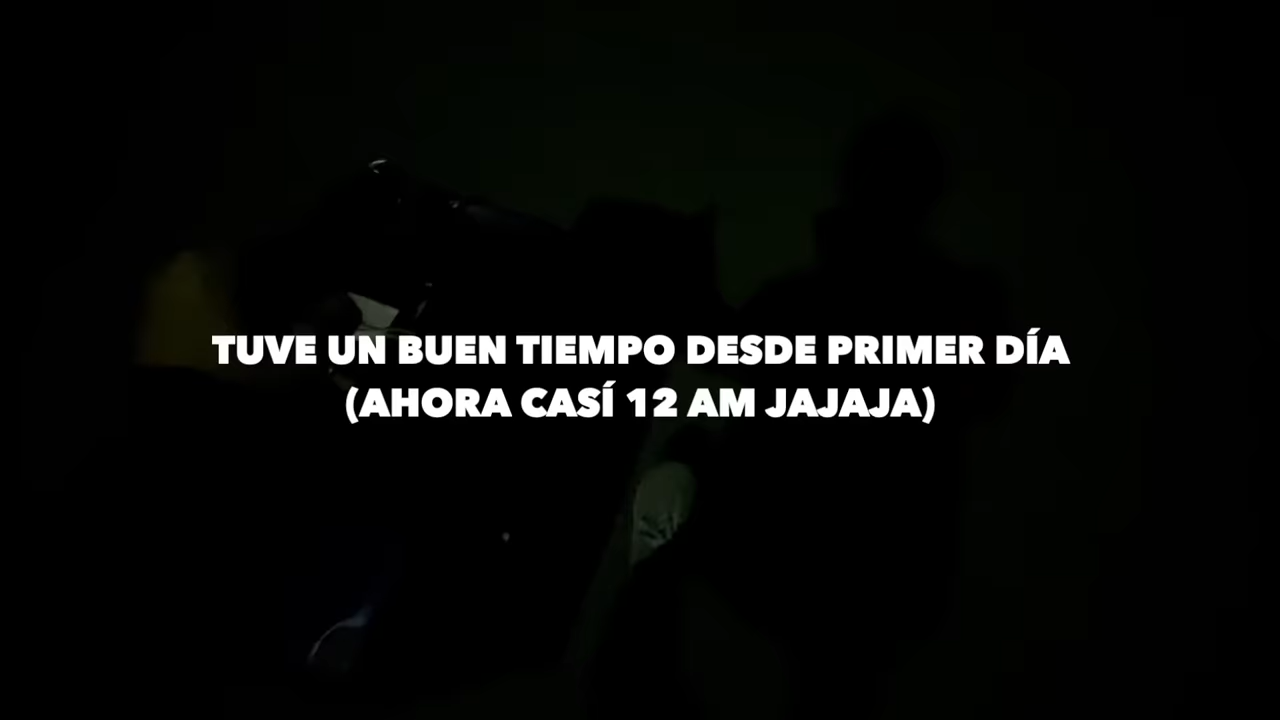 TUVE UN BUEN TIEMPO DESDE PRIMER DÍA
(AHORA CASÍ 12 AM JAJAJA)